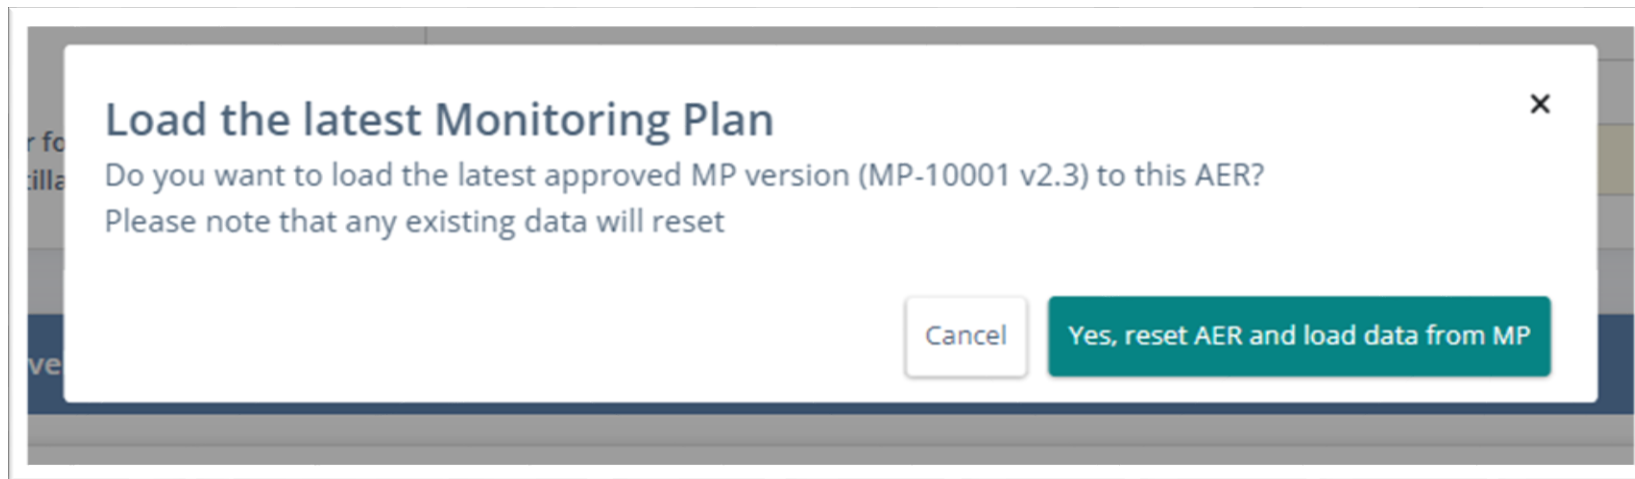 Load the latest Monitoring Plan
Do you want to load the latest approved MP version (MP-10001 v2.3) to this AER?
Please note that any existing data will reset
Cancel
Yes, reset AER and load data from MP